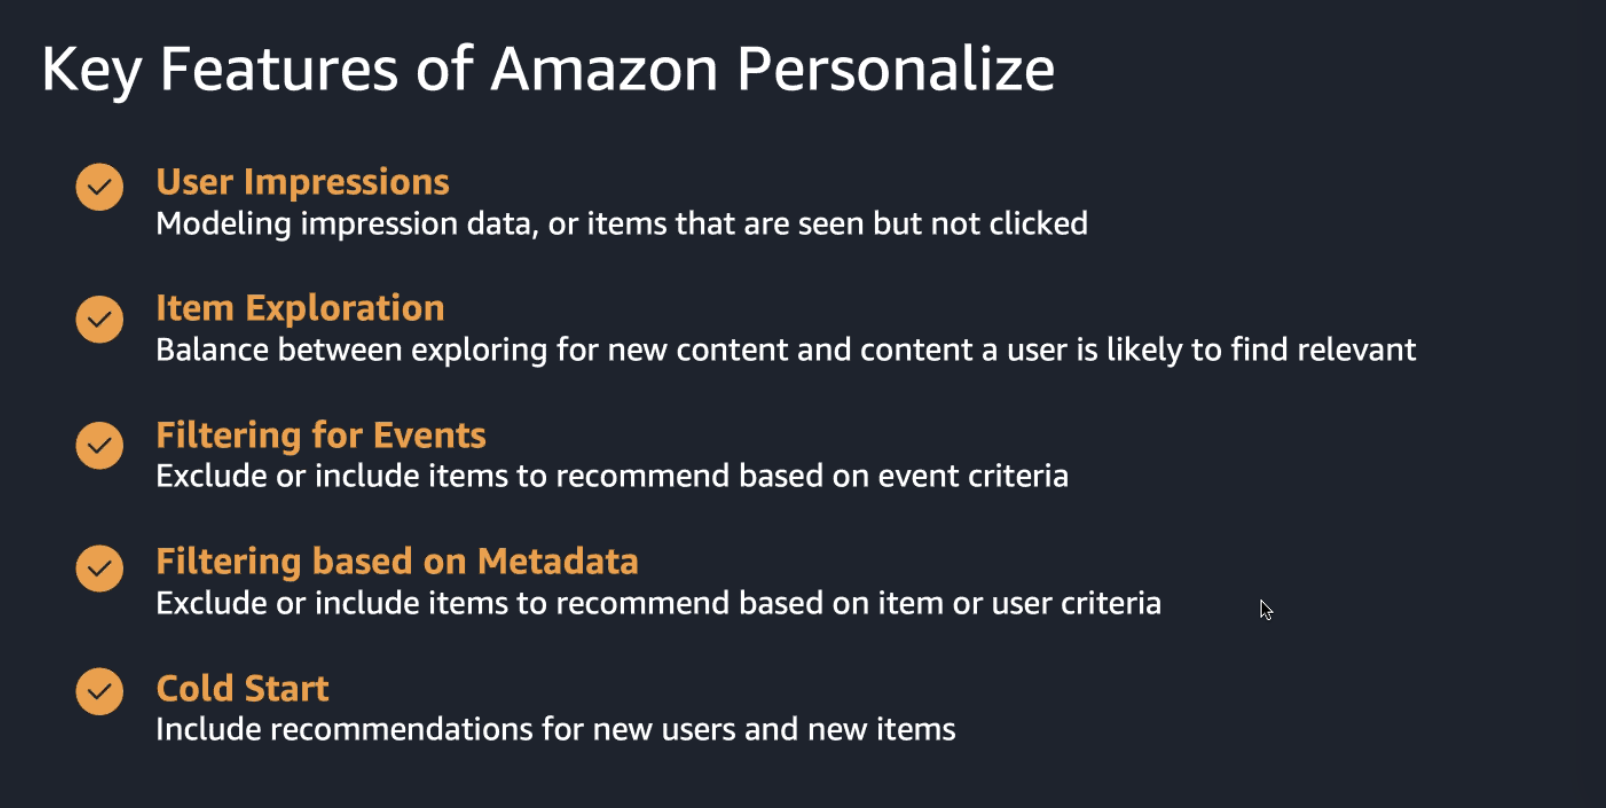 Key Features of Amazon Personalize
User Impressions
Modeling impression data, or items that are seen but not clicked
Item Exploration
Balance between exploring for new content and content a user is likely to find relevant
Filtering for Events
Exclude or include items to recommend based on event criteria
Filtering based on Metadata
Exclude or include items to recommend based on item or user criteria
Cold Start
Include recommendations for new users and new items